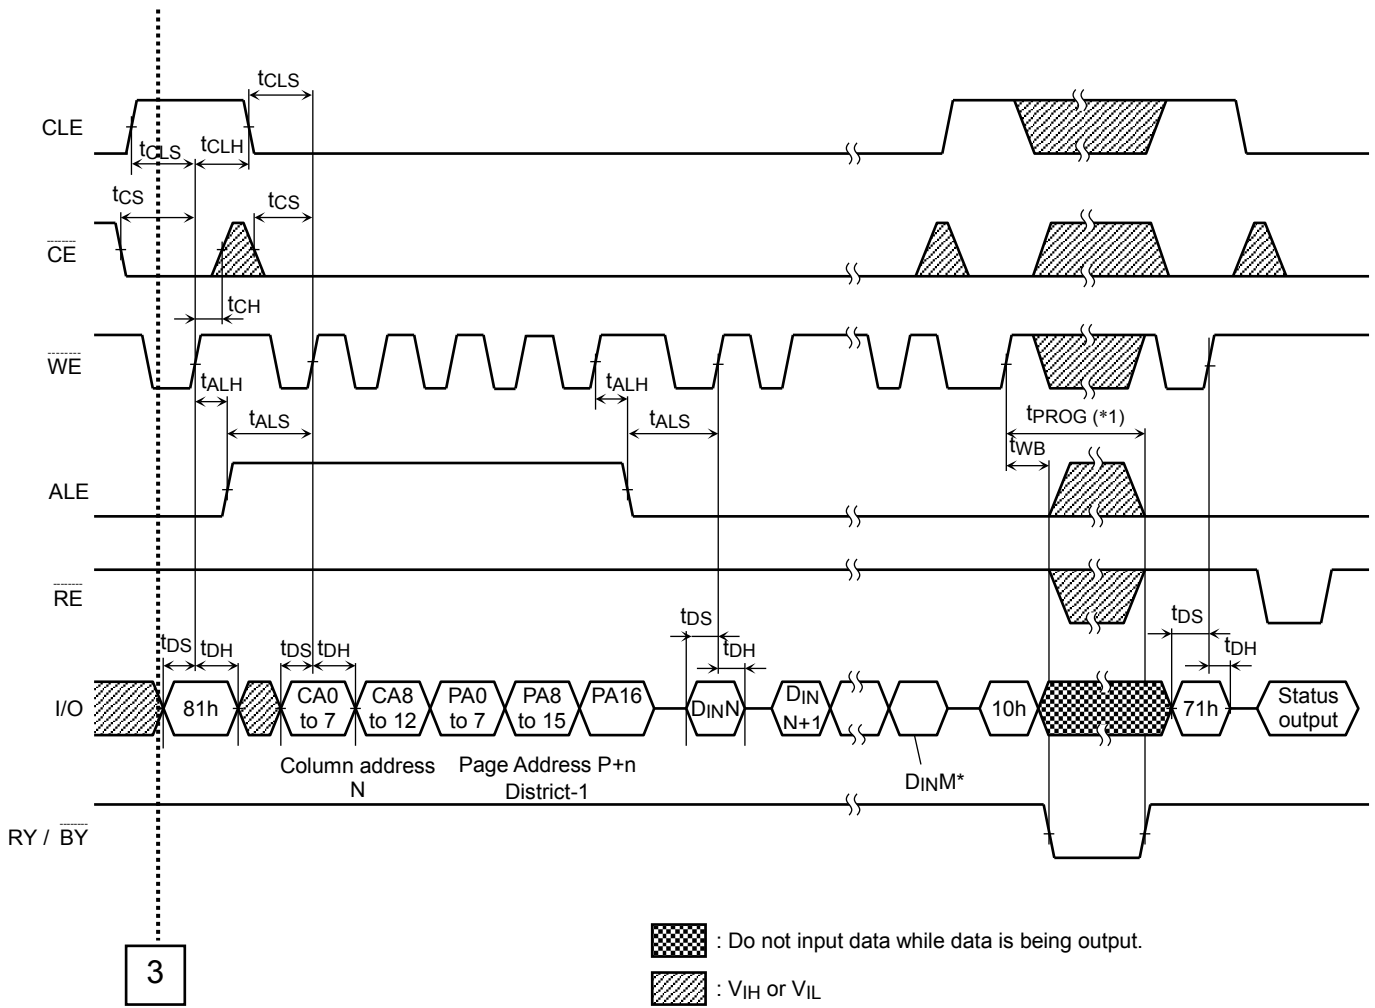 tCLS
CLE
tCLS
tCLH
tCS
tCS
CE
tCH
WE
tALH
tALH
tALS
tALS
tPROG (*1)
tWB
ALE
RE
tDS
tDH
tDS
tDH
tDS
tDH
tDS
tDH
I/O
81h
CA0 to 7
CA8 to 12
PA0 to 7
PA8 to 15
PA16
DINN
DIN N+1
DINM*
10h
71h
Status output
Column address N
Page Address P+n
District-1
RY / BY
3
: Do not input data while data is being output.
: VIH or VIL